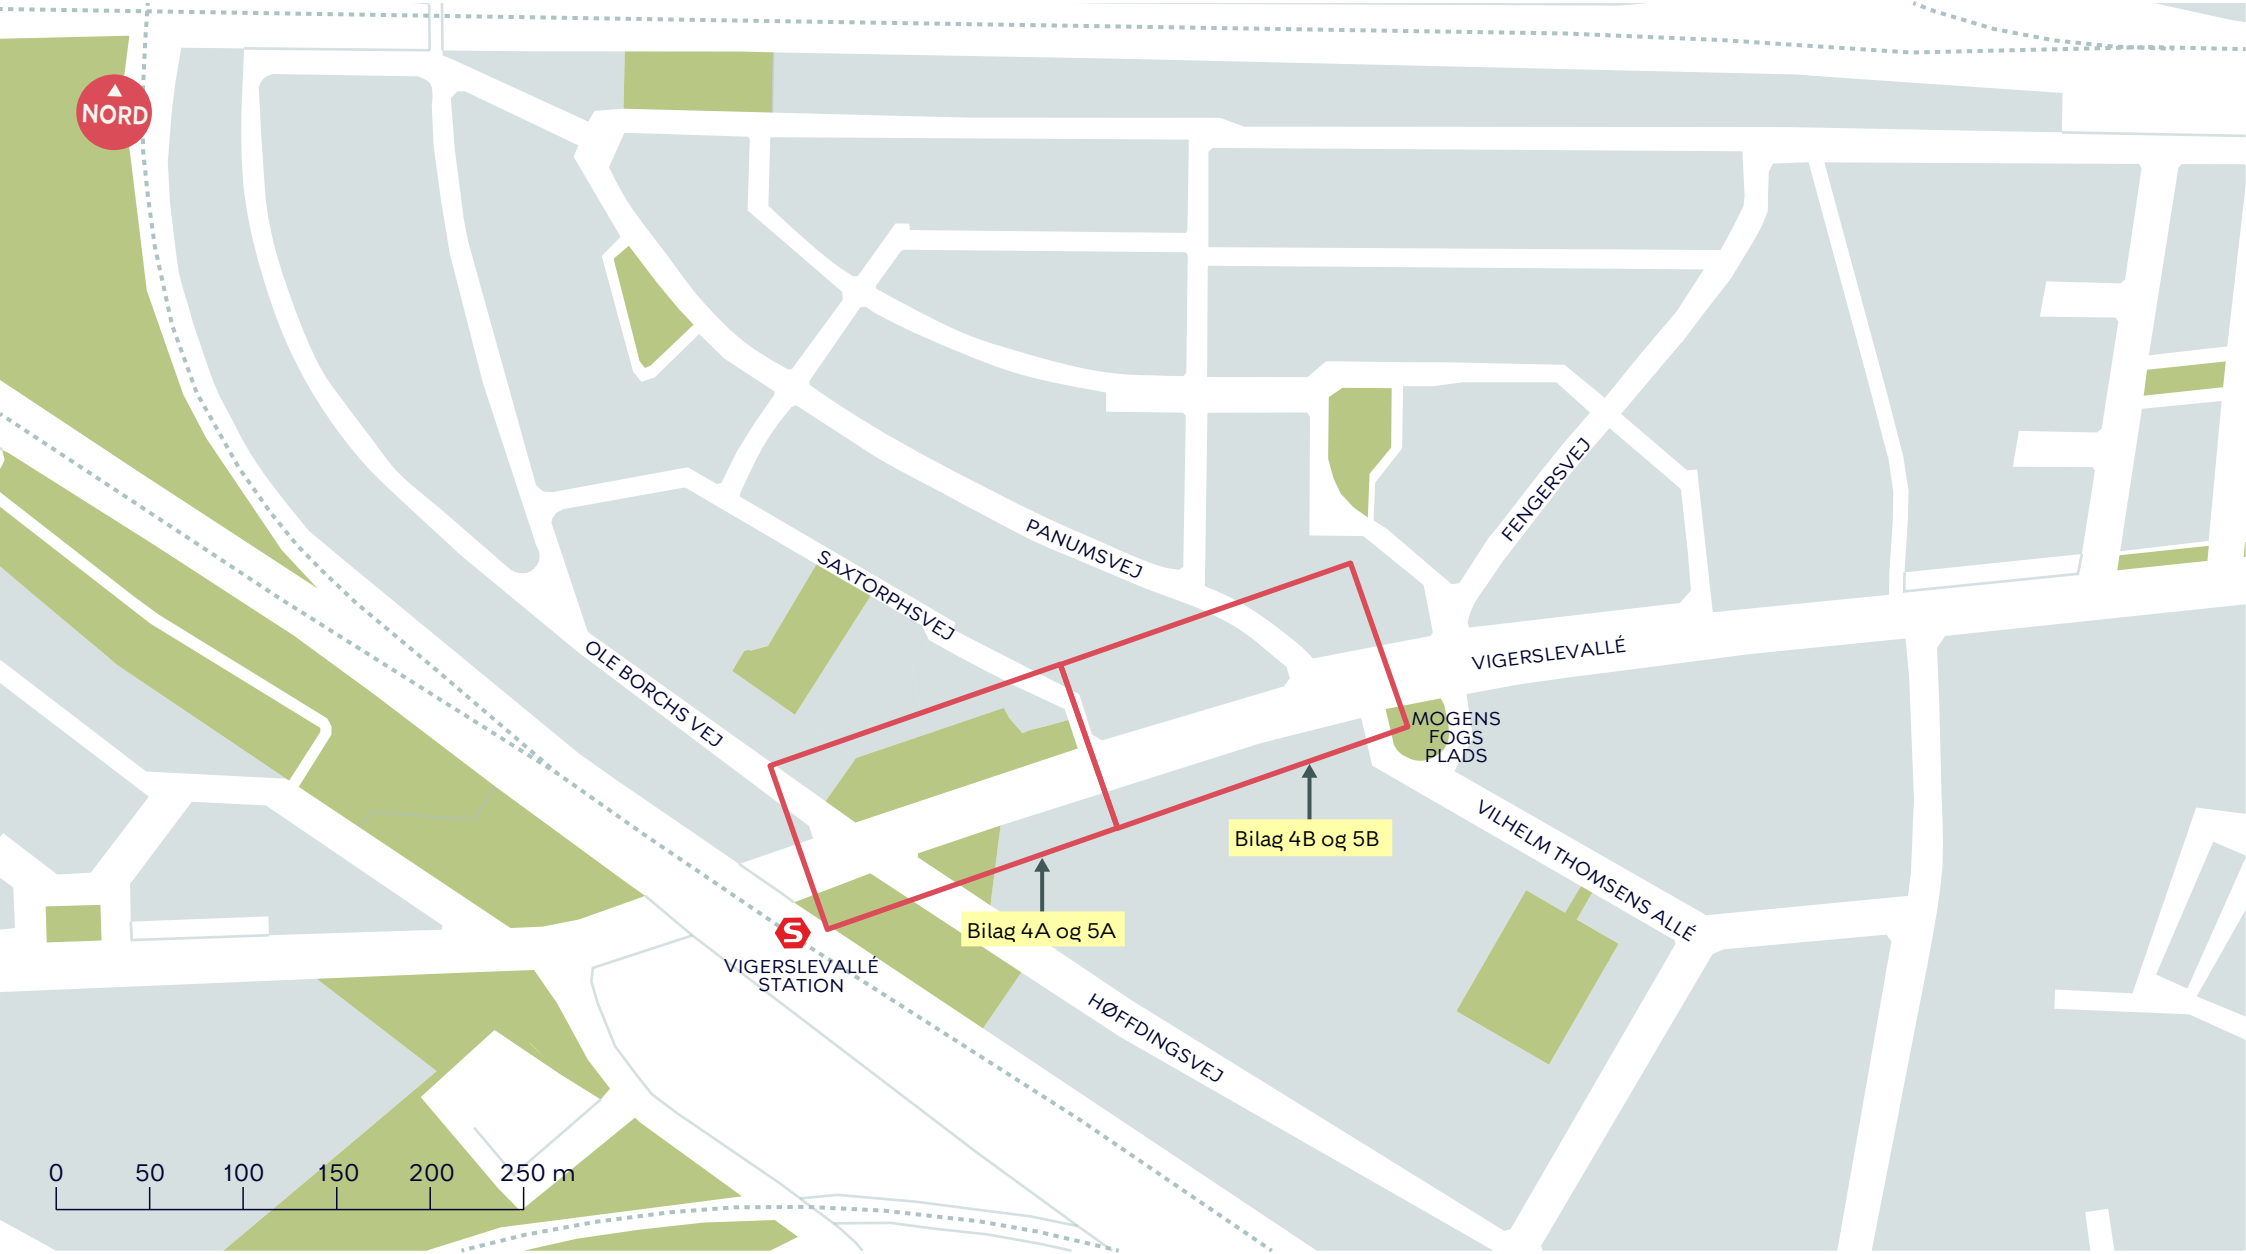 NORD
FENGERSVEJ
PANUMSVEJ
SAXTORPHSVEJ
OLE BORCHS VEJ
VIGERSLEVALLÉ
MOGENS
FOGS
PLADS
VILHELM THOMSENS ALLÉ
Bilag 4B og 5B
Bilag 4A og 5A
S
VIGERSLEVALLÉ
STATION
HØFFDINGSVEJ
0 50 100 150 200 250 m